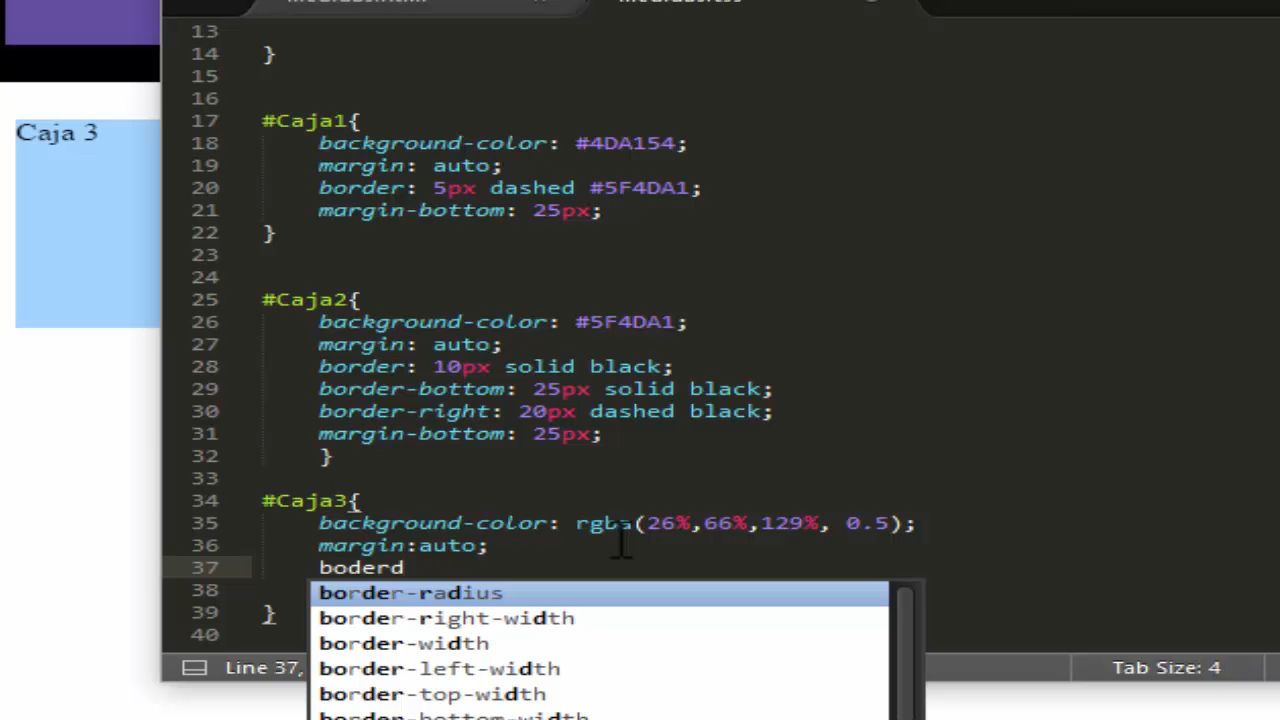 13
14 }
15
16
17 #Caja1{
18 background-color: #4DA154;
19 margin: auto;
20 border: 5px dashed #5F4DA1;
21 margin-bottom: 25px;
22 }
23
24
25 #Caja2{
26 background-color: #5F4DA1;
27 margin: auto;
28 border: 10px solid black;
29 border-bottom: 25px solid black;
30 border-right: 20px dashed black;
31 margin-bottom: 25px;
32 }
33
34 #Caja3{
35 background-color: rgba(26%,66%,129%, 0.5);
36 margin:auto;
37 boderd
38
39 }
40
border-radius
border-right-width
border-width
border-left-width
border-top-width
border-bottom-width
Line 37,
Tab Size: 4
Caja 3